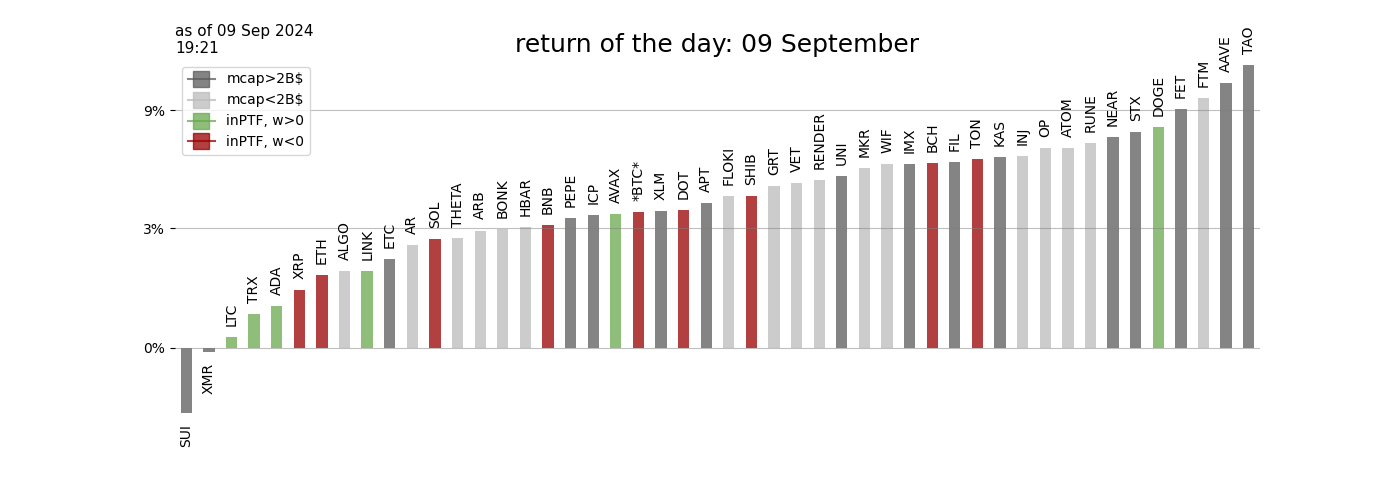 as of 09 Sep 2024
19:21
return of the day: 09 September
mcap>2B$
mcap<2B$
inPTF, w>0
inPTF, w<0
9%
3%
0%
SUI
XMR
LTC
TRX
ADA
XRP
ETH
ALGO
LINK
ETC
AR
SOL
THETA
ARB
BONK
HBAR
BNB
PEPE
ICP
AVAX
*BTC*
XLM
DOT
APT
FLOKI
SHIB
GRT
VET
RENDER
UNI
MKR
WIF
IMX
BCH
FIL
TON
KAS
INJ
OP
ATOM
RUNE
NEAR
STX
DOGE
FET
FTM
AAVE
TAO